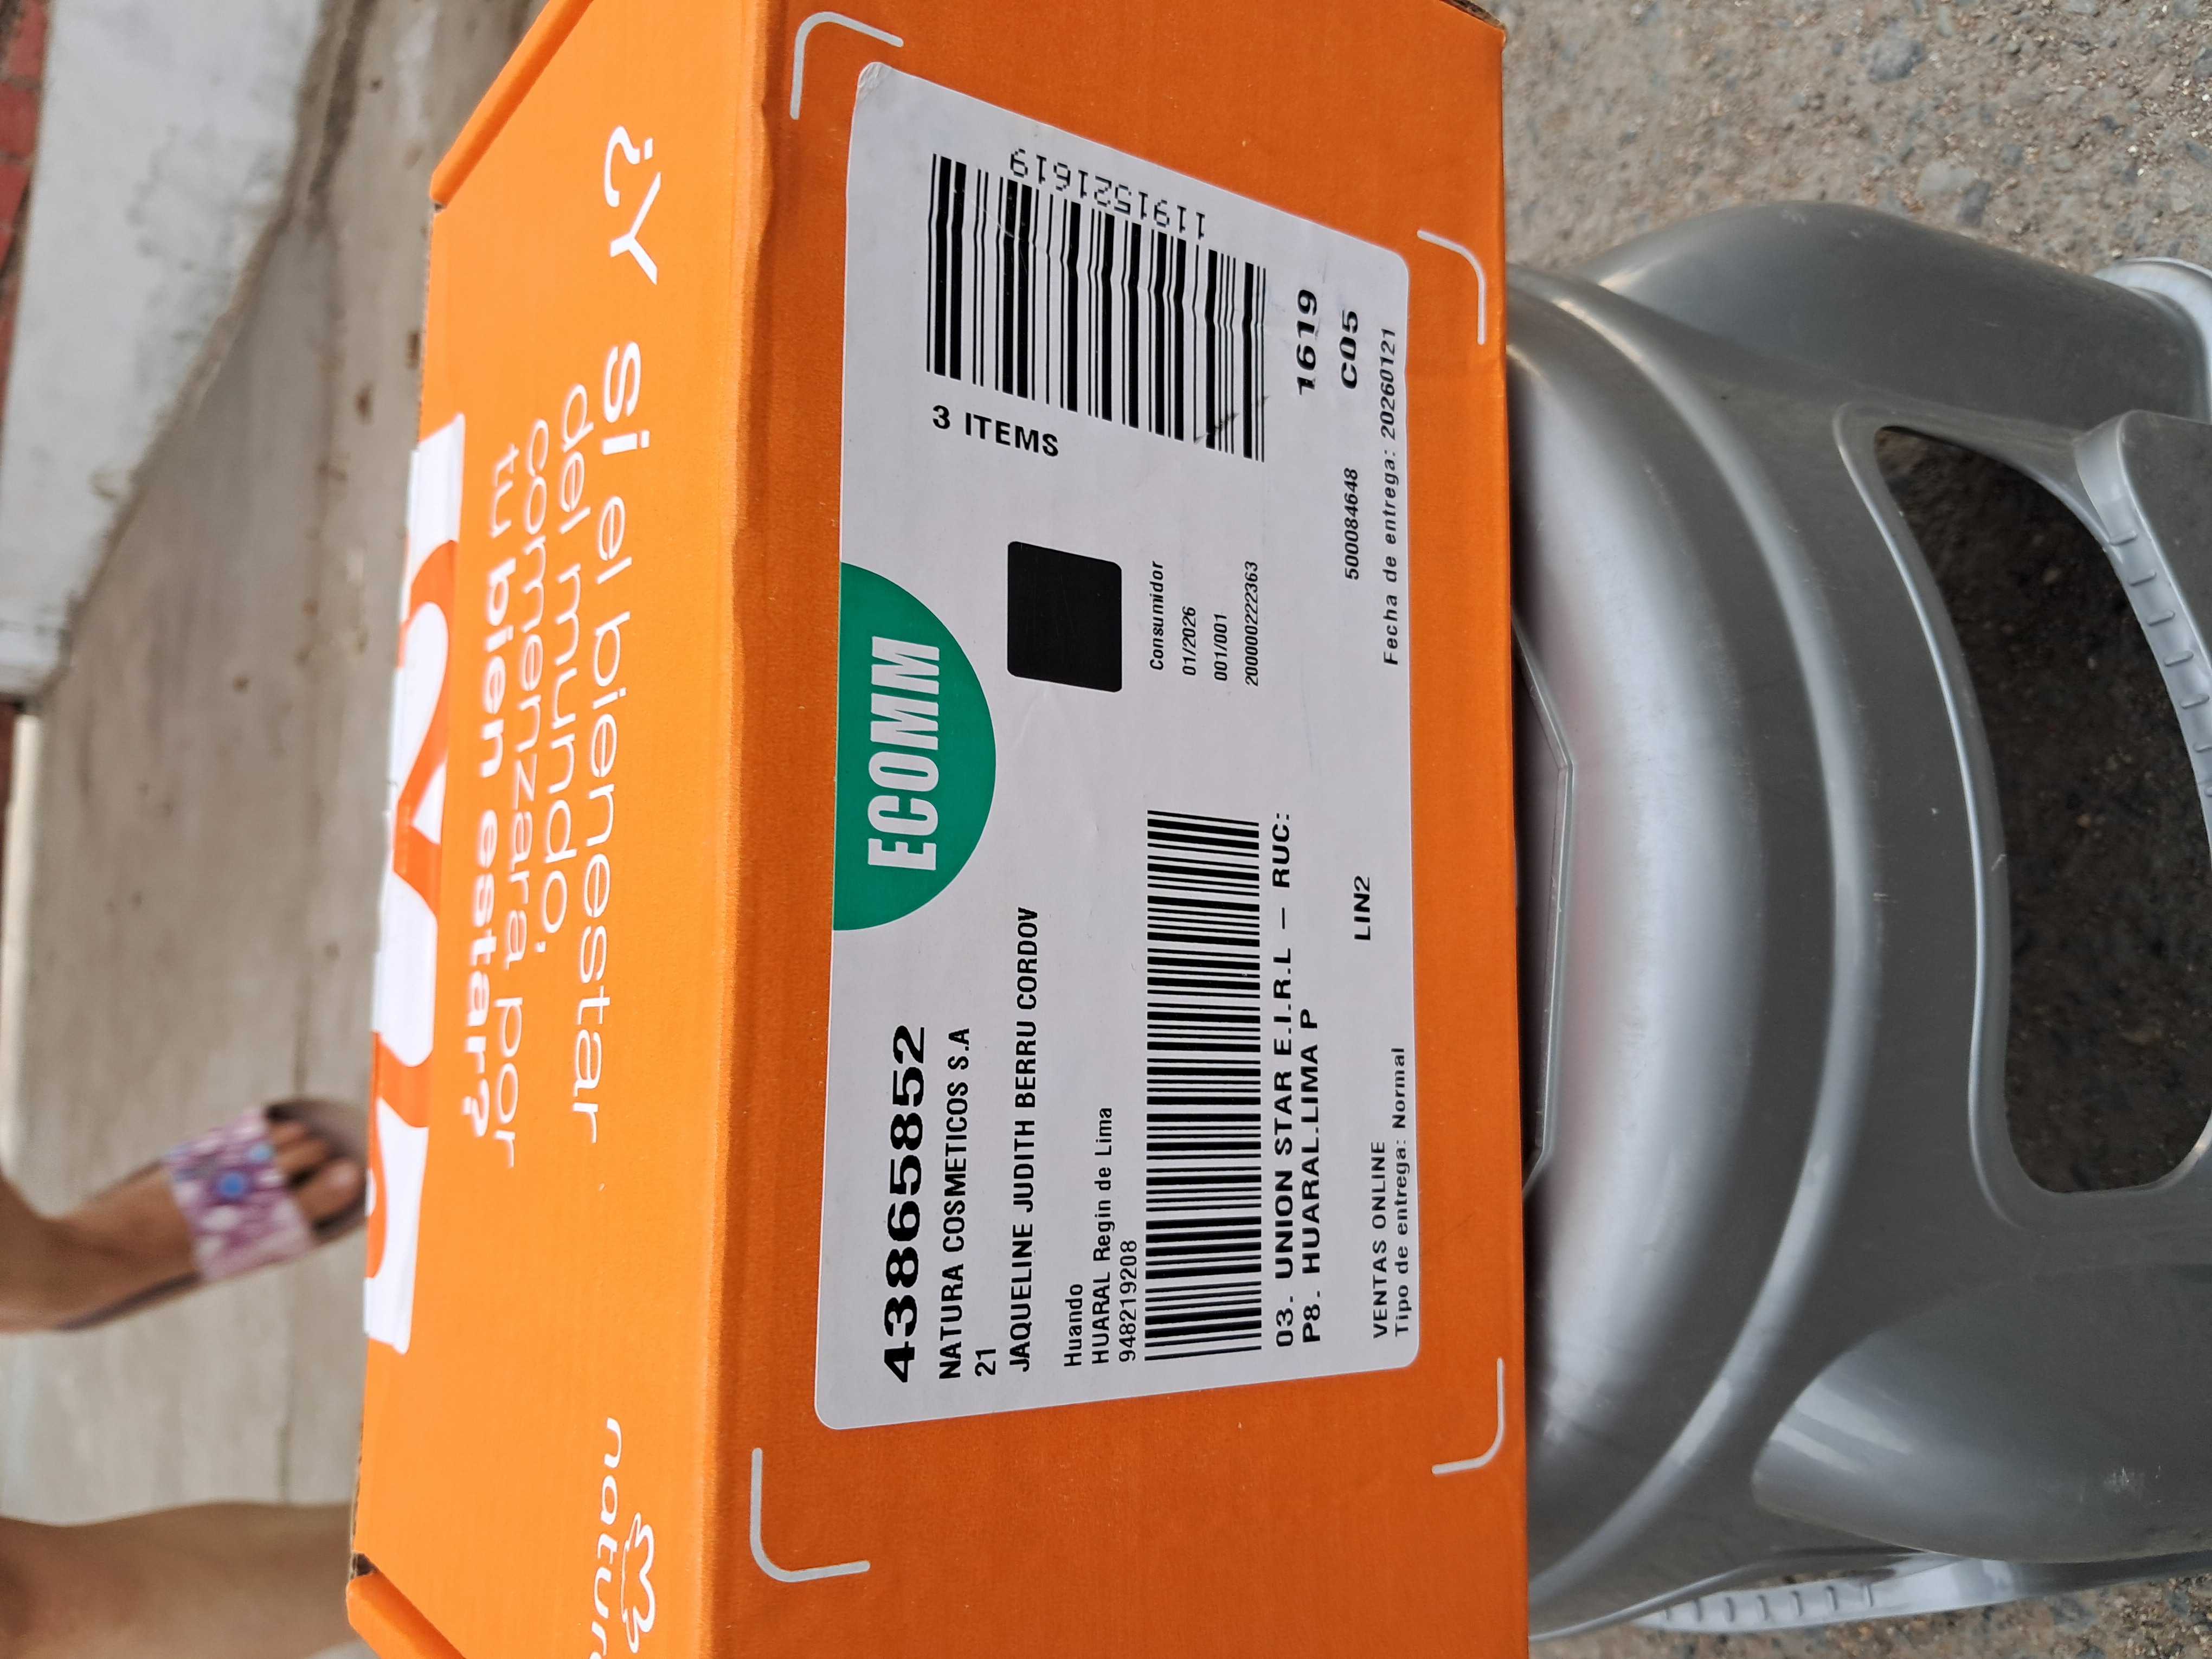 ¿Y si el bienestar
del mundo,
comenzara por
tu bien estar?
natura
43865852
NATURA COSMETICOS S.A
21
JAQUELINE JUDITH BERRU CORDOV
Huando
HUARAL Regin de Lima
948219208
ECOMM
3 ITEMS
1191521619
Consumidor
01/2026
001/001
200000222363
03. UNION STAR E.I.R.L – RUC:
P8. HUARAL.LIMA P
1619
LIN2
500084648
C05
VENTAS ONLINE
Tipo de entrega: Normal
Fecha de entrega: 20260121